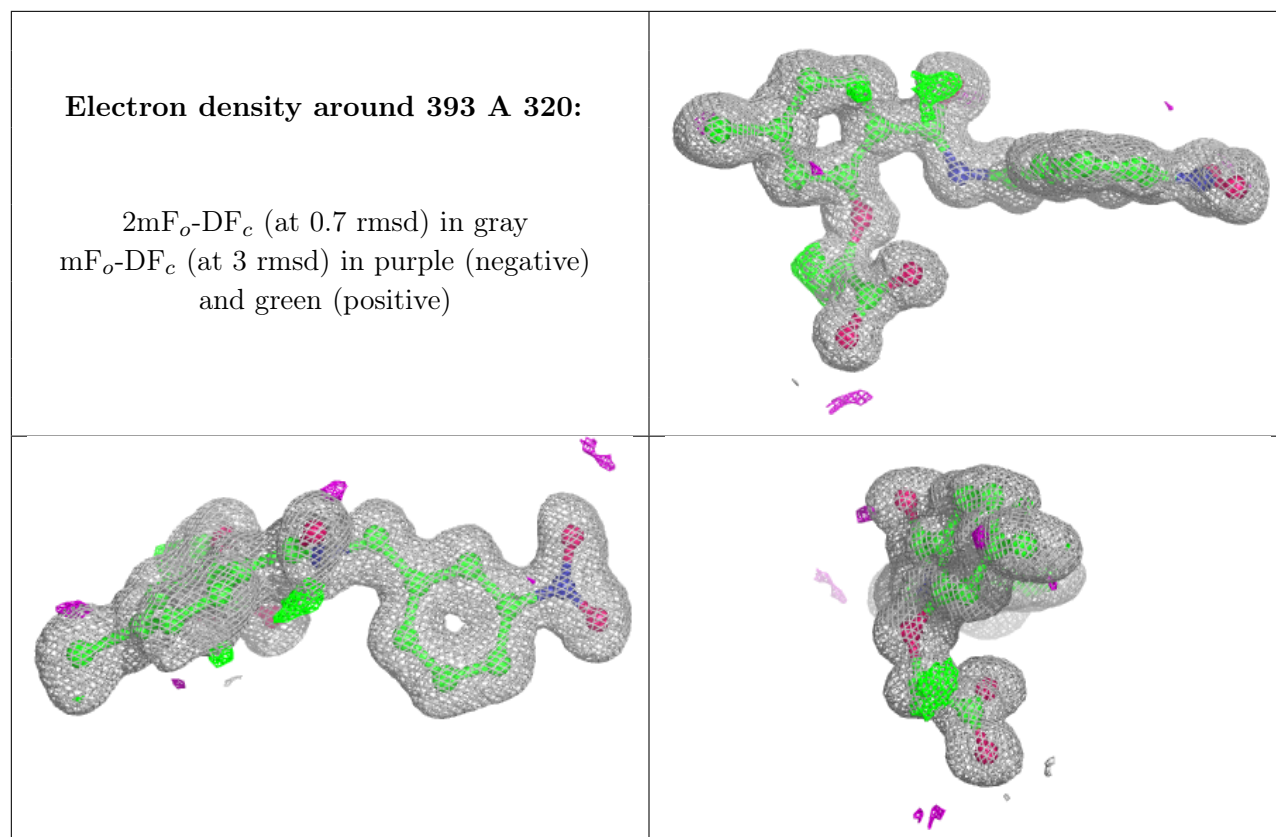 Electron density around 393 A 320:
2mFo-DFc (at 0.7 rmsd) in gray
mFo-DFc (at 3 rmsd) in purple (negative)
and green (positive)